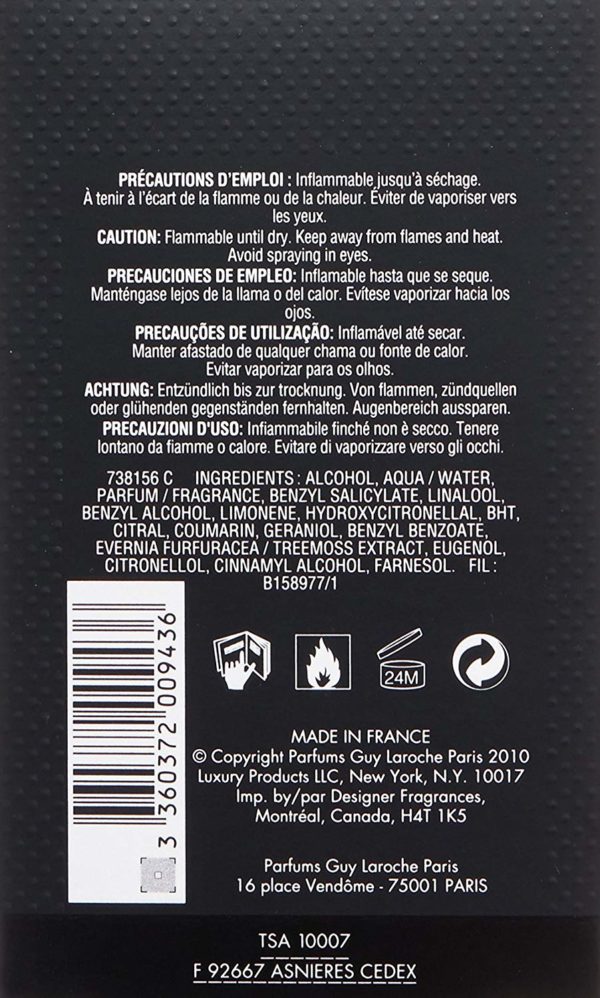 PRÉCAUTIONS D'EMPLOI : Inflammable jusqu'à séchage.
À tenir à l'écart de la flamme ou de la chaleur. Éviter de vaporiser vers
les yeux.
CAUTION: Flammable until dry. Keep away from flames and heat.
Avoid spraying in eyes.
PRECAUCIONES DE EMPLEO: Inflamable hasta que se seque.
Manténgase lejos de la llama o del calor. Evítese vaporizar hacia los
ojos.
PRECAUÇÕES DE UTILIZAÇÃO: Inflamável até secar.
Manter afastado de qualquer chama ou fonte de calor.
Evitar vaporizar para os olhos.
ACHTUNG: Entzündlich bis zur trocknung. Von flammen, zündquellen
oder glühenden gegenständen fernhalten. Augenbereich aussparen.
PRECAUZIONI D'USO: Infiammabile finché non è secco. Tenere
lontano da fiamme o calore. Evitare di vaporizzare verso gli occhi.
738156 C INGREDIENTS : ALCOHOL, AQUA / WATER,
PARFUM / FRAGRANCE, BENZYL SALICYLATE, LINALOOL,
BENZYL ALCOHOL, LIMONENE, HYDROXYCITRONELLAL, BHT,
CITRAL, COUMARIN, GERANIOL, BENZYL BENZOATE,
EVERNIA FURFURACEA / TREEMOSS EXTRACT, EUGENOL,
CITRONELLOL, CINNAMYL ALCOHOL, FARNESOL. FIL :
B158977/1
3 360372 009436
24M
MADE IN FRANCE
© Copyright Parfums Guy Laroche Paris 2010
Luxury Products LLC, New York, N.Y. 10017
Imp. by/par Designer Fragrances,
Montréal, Canada, H4T 1K5
Parfums Guy Laroche Paris
16 place Vendôme - 75001 PARIS
TSA 10007
F 92667 ASNIERES CEDEX